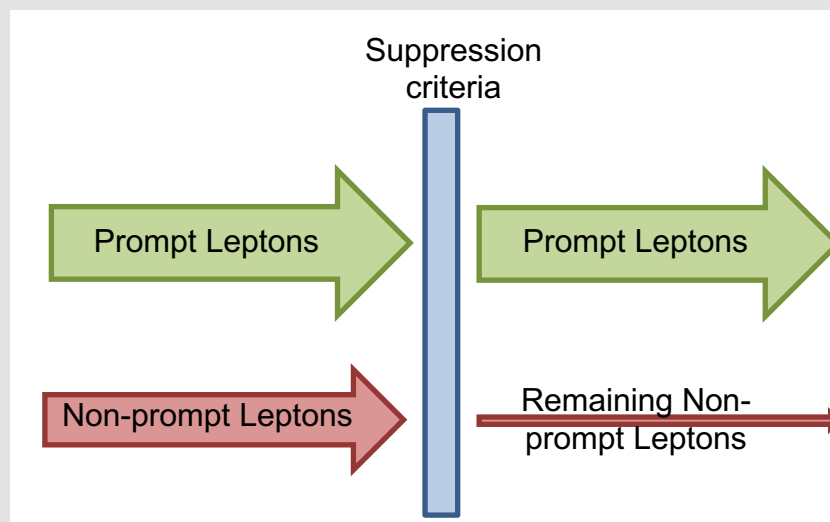 Suppression
criteria
Prompt Leptons
Prompt Leptons
Non-prompt Leptons
Remaining Non-
prompt Leptons